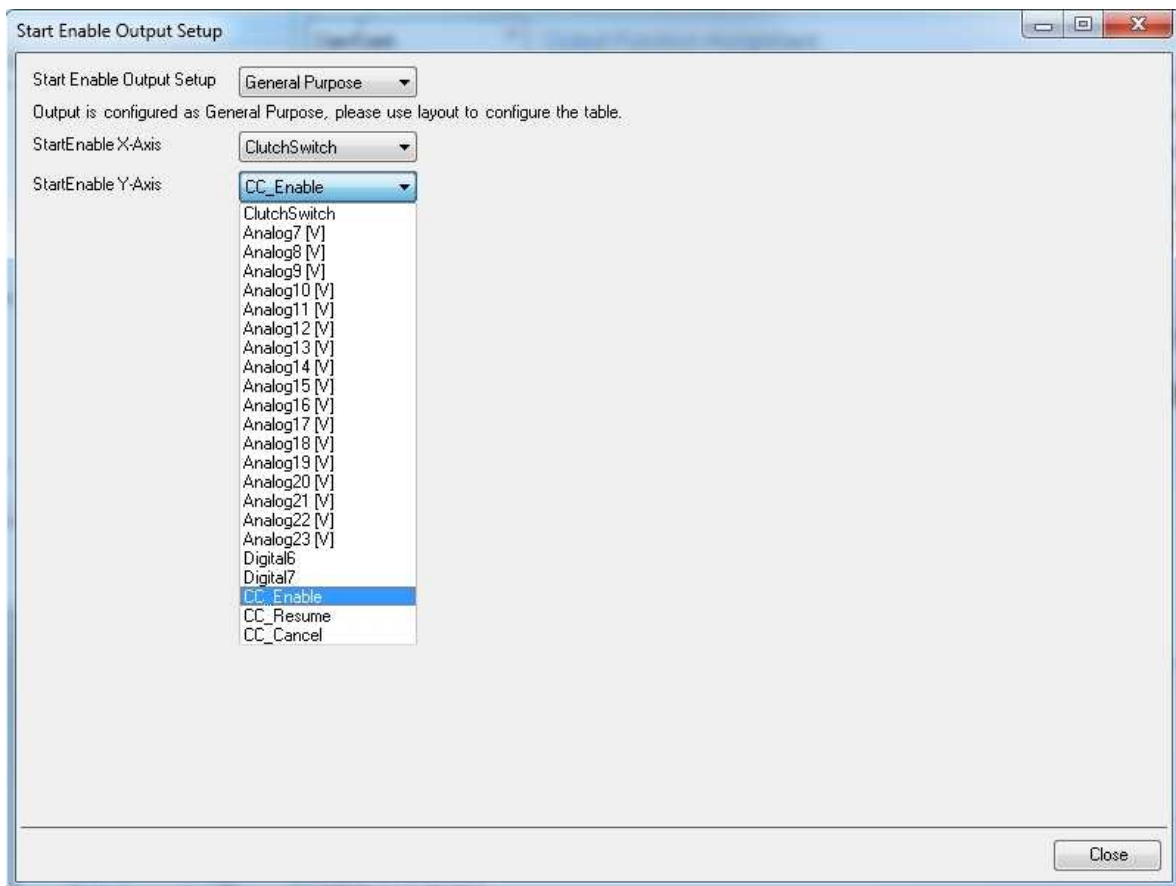 Start Enable Output Setup
Start Enable Output Setup General Purpose
Output is configured as General Purpose, please use layout to configure the table.
StartEnable X-Axis ClutchSwitch
StartEnable Y-Axis CC_Enable
ClutchSwitch
Analog7 [V]
Analog8 [V]
Analog9 [V]
Analog10 [V]
Analog11 [V]
Analog12 [V]
Analog13 [V]
Analog14 [V]
Analog15 [V]
Analog16 [V]
Analog17 [V]
Analog18 [V]
Analog19 [V]
Analog20 [V]
Analog21 [V]
Analog22 [V]
Analog23 [V]
Digital6
Digital7
CC_Enable
CC_Resume
CC_Cancel
Close